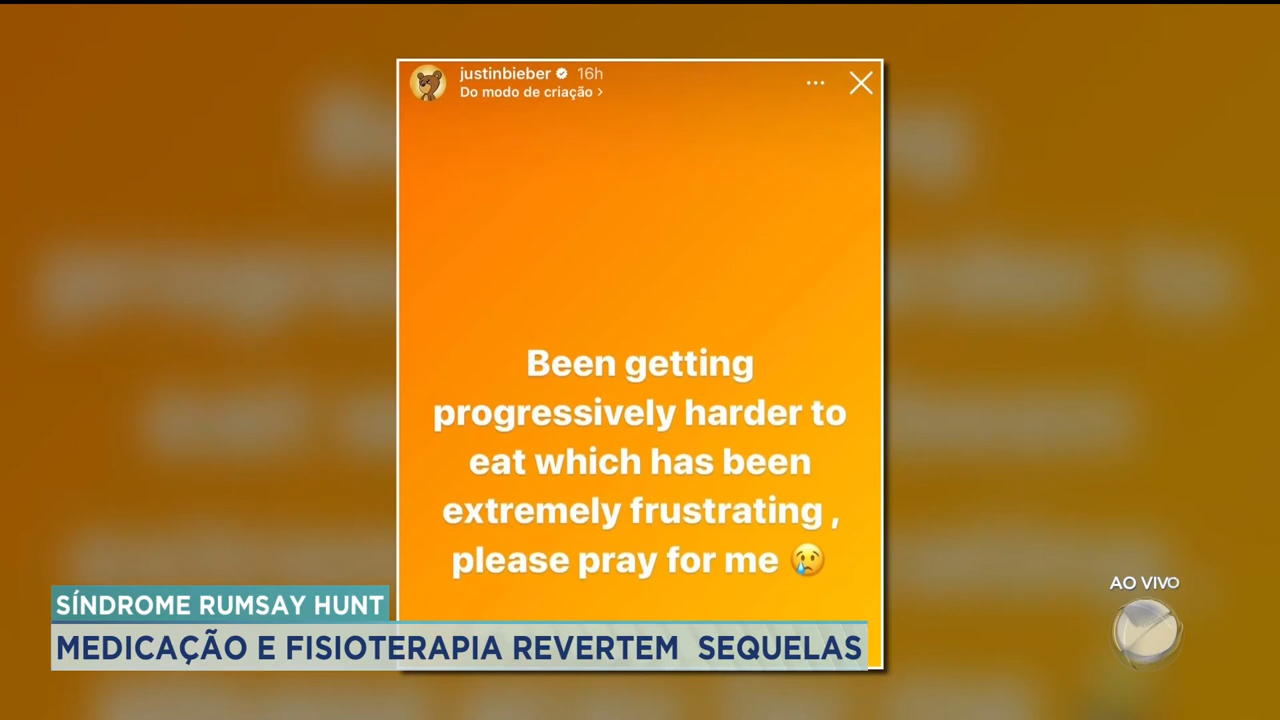 justinbieber 16h
Do modo de criação >
Been getting
progressively harder to
eat which has been
extremely frustrating ,
please pray for me 😢
AO VIVO
SÍNDROME RUMSAY HUNT
MEDICAÇÃO E FISIOTERAPIA REVERTEM SEQUELAS